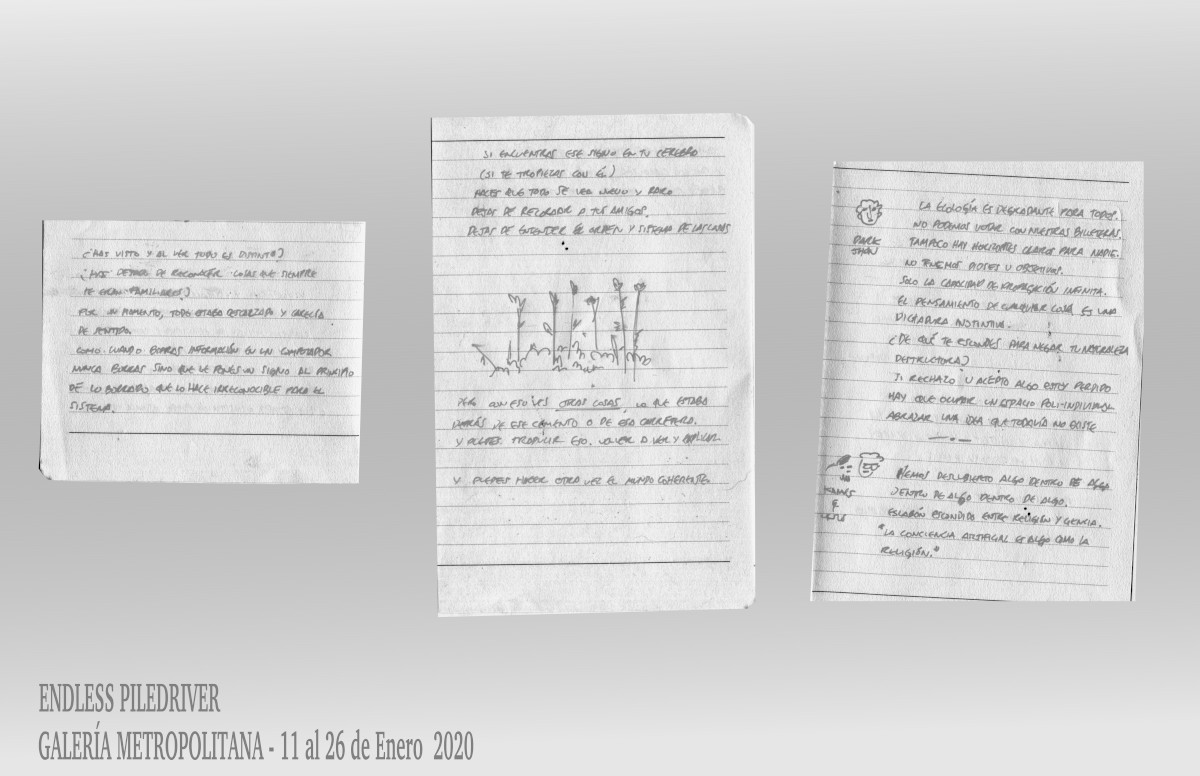 ¿HAS VISTO Y AL VER TODO ES DISTINTO?
¿HAS DEJADO DE RECONOCER COSAS QUE SIEMPRE
TE ERAN FAMILIARES?
POR UN MOMENTO, TODO ESTABA DESTROZADO Y CARECÍA
DE SENTIDO.
COMO CUANDO BORRAS INFORMACIÓN EN UN COMPUTADOR
NUNCA BORRAS SINO QUE LE PONES UN SIGNO AL PRINCIPIO
DE LO BORRADO QUE LO HACE IRRECONOCIBLE PARA EL
SISTEMA.
SI ENCUENTRAS ESE SIGNO EN TU CEREBRO
(SI TE TROPIEZAS CON ÉL)
HACES QUE TODO SE VEA NUEVO Y RARO
DEJAS DE RECORDAR A TUS AMIGOS.
DEJAS DE ENTENDER EL ORDEN Y SISTEMA DE LAS COSAS
PERO CON ESO VES OTRAS COSAS, LO QUE ESTABA
DETRÁS DE ESE CEMENTO O DE ESA CARRETERA.
Y PUEDES TRADUCIR ESO, VOLVER A VER Y EXPLICAR.
Y PUEDES HACER OTRA VEZ EL MUNDO COHERENTE.
DARK
JHON
LA ECOLOGÍA ES DEGRADANTE PARA TODOS.
NO PODEMOS VOTAR CON NUESTRAS BILLETERAS.
TAMPOCO HAY HORIZONTES CLAROS PARA NADIE.
NO TENEMOS DIOSES U OBJETIVOS.
SOLO LA CAPACIDAD DE PROPAGACIÓN INFINITA.
EL PENSAMIENTO DE CUALQUIER COSA ES UNA
DICTADURA INSTINTIVA.
¿DE QUÉ TE ESCONDES PARA NEGAR TU NATURALEZA
DESTRUCTORA?
SI RECHAZO U ACEPTO ALGO ESTOY PERDIDO
HAY QUE OCUPAR UN ESPACIO POLI-INDIVIDUAL
ABRAZAR UNA IDEA QUE TODAVÍA NO EXISTE
&
HEMOS DESCUBIERTO ALGO DENTRO DE ALGO
DENTRO DE ALGO DENTRO DE ALGO.
ESLABÓN ESCONDIDO ENTRE RELIGIÓN Y CIENCIA.
"LA CONCIENCIA ARTIFICIAL ES ALGO COMO LA
RELIGIÓN."
ENDLESS PILEDRIVER
GALERÍA METROPOLITANA - 11 al 26 de Enero 2020